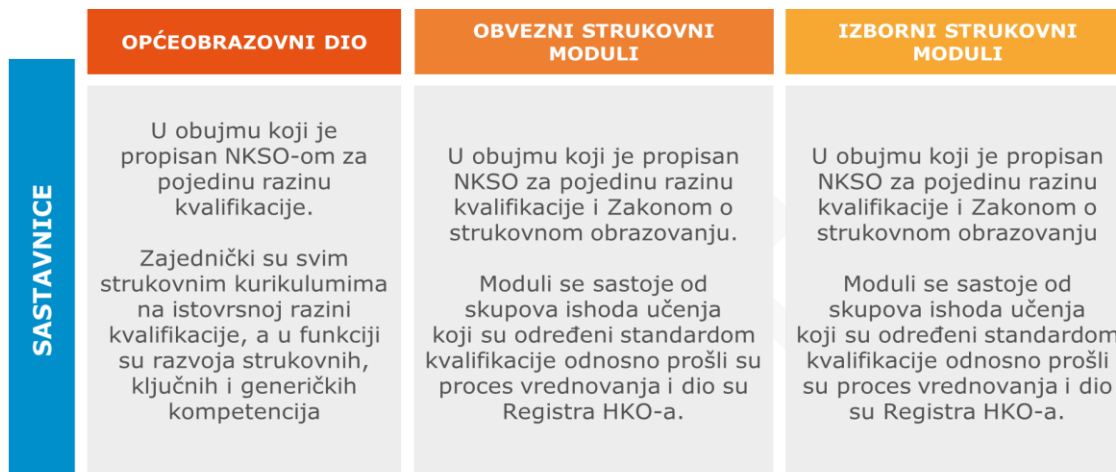 OPĆEOBRAZOVNI DIO
OBVEZNI STRUKOVNI
MODULI
IZBORNI STRUKOVNI
MODULI
SASTAVNICE
U obujmu koji je
propisan NKSO-om za
pojedinu razinu
kvalifikacije.
Zajednički su svim
strukovnim kurikulumima
na istovrsnoj razini
kvalifikacije, a u funkciji
su razvoja strukovnih,
ključnih i generičkih
kompetencija
U obujmu koji je propisan
NKSO za pojedinu razinu
kvalifikacije i Zakonom o
strukovnom obrazovanju.
Moduli se sastoje od
skupova ishoda učenja
koji su određeni standardom
kvalifikacije odnosno prošli su
proces vrednovanja i dio su
Registra HKO-a.
U obujmu koji je propisan
NKSO za pojedinu razinu
kvalifikacije i Zakonom o
strukovnom obrazovanju
Moduli se sastoje od
skupova ishoda učenja
koji su određeni standardom
kvalifikacije odnosno prošli
su proces vrednovanja i dio
su Registra HKO-a.